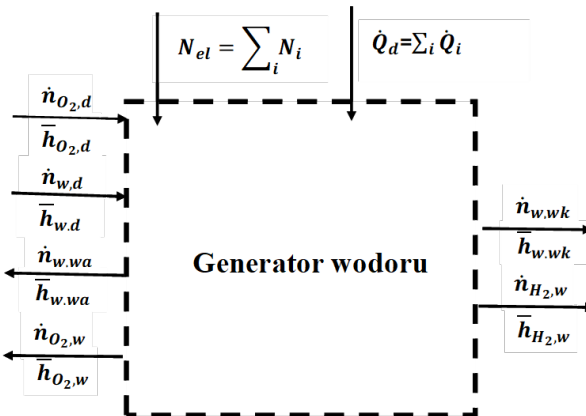 N_el = ∑_i N_i
Q̇_d=∑_i Q̇_i
ṅ_O₂,d
h̅_O₂,d
ṅ_w,d
h̅_w.d
ṅ_w.wa
h̅_w.wa
ṅ_O₂,w
h̅_O₂,w
Generator wodoru
ṅ_w,wk
h̅_w.wk
ṅ_H₂,w
h̅_H₂,w